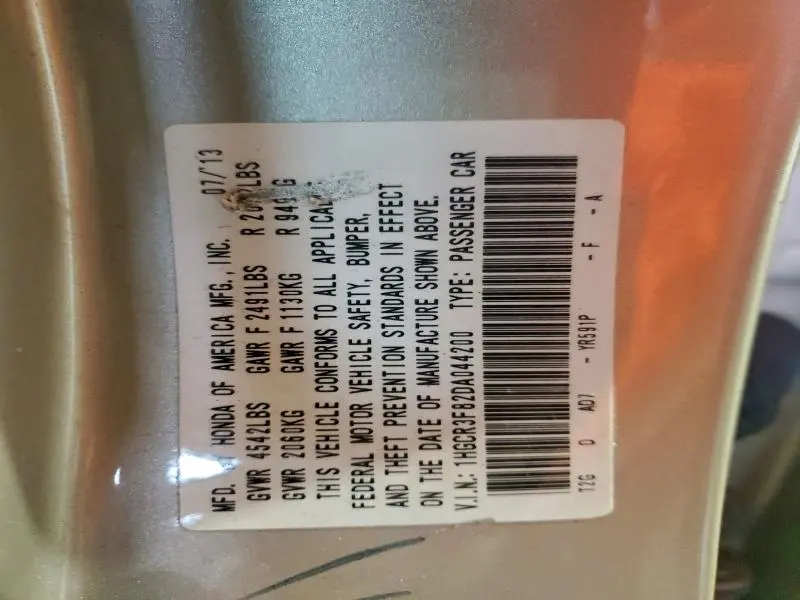 MFD. BY HONDA OF AMERICA MFG., INC. 07/'13
GVWR 4542LBS GAWR F 2491LBS R LBS
GVWR 2160KG GAWR F 1130KG R
THIS VEHICLE CONFORMS TO ALL
FEDERAL MOTOR VEHICLE SAFETY, BUMPER,
AND THEFT PREVENTION STANDARDS IN EFFECT
ON THE DATE OF MANUFACTURE SHOWN ABOVE.
V.I.N.: 1HGCR3F82DA044200 TYPE: PASSENGER CAR
T2G D AD7 - YR591P - F - A